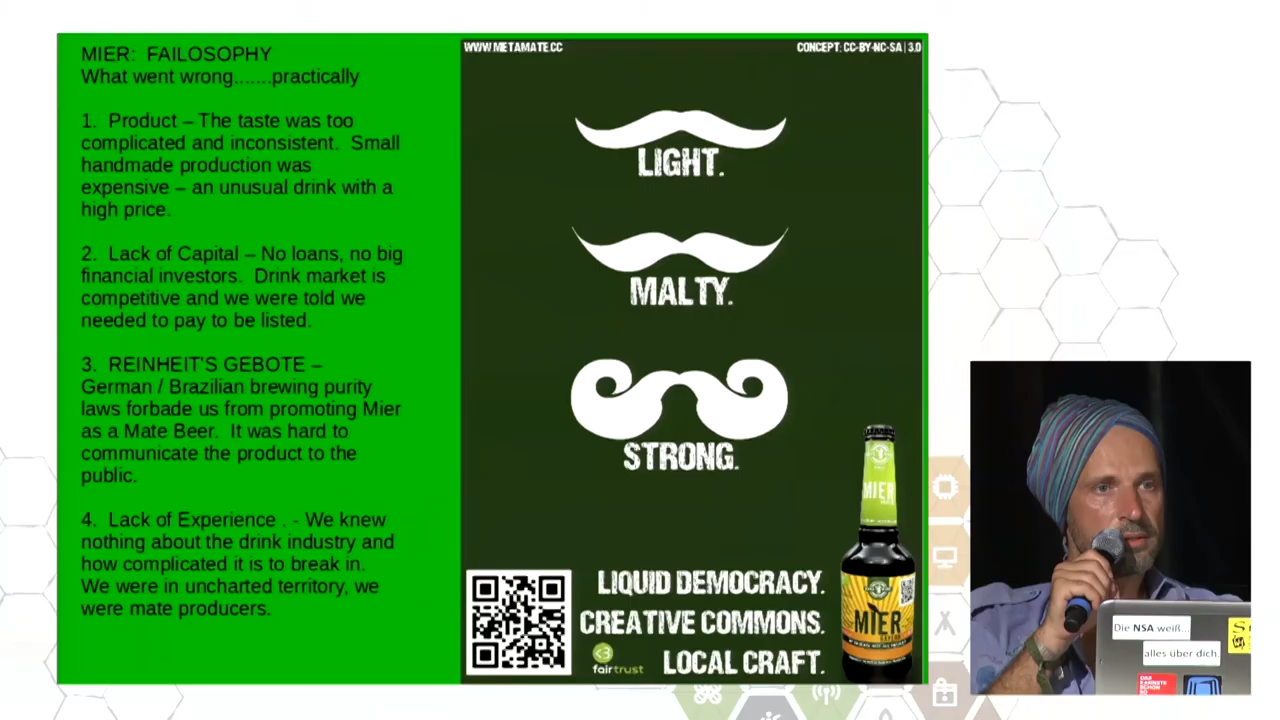 MIER: FAILOSOPHY
What went wrong.......practically
1. Product – The taste was too
complicated and inconsistent. Small
handmade production was
expensive – an unusual drink with a
high price.
2. Lack of Capital – No loans, no big
financial investors. Drink market is
competitive and we were told we
needed to pay to be listed.
3. REINHEIT'S GEBOTE –
German / Brazilian brewing purity
laws forbade us from promoting Mier
as a Mate Beer. It was hard to
communicate the product to the
public.
4. Lack of Experience . - We knew
nothing about the drink industry and
how complicated it is to break in.
We were in uncharted territory, we
were mate producers.
WWW.METAMATE.CC
CONCEPT: CC-BY-NC-SA | 3.0
LIGHT.
MALTY.
STRONG.
LIQUID DEMOCRACY.
CREATIVE COMMONS.
LOCAL CRAFT.
<3
fairtrust
MIER
MIER
Die NSA weiß...
alles über dich.
DAS
KANNSTE
SCHON
SO